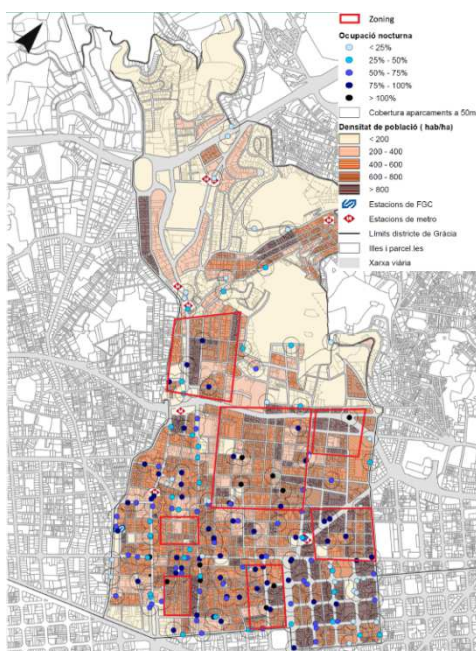 Zoning
Ocupació nocturna
< 25%
25% - 50%
50% - 75%
75% - 100%
> 100%
Cobertura aparcaments a 50m
Densitat de població ( hab/ha)
< 200
200 - 400
400 - 600
600 - 800
> 800
Estacions de FGC
Estacions de metro
Límits districte de Gràcia
Illes i parcel.les
Xarxa viària